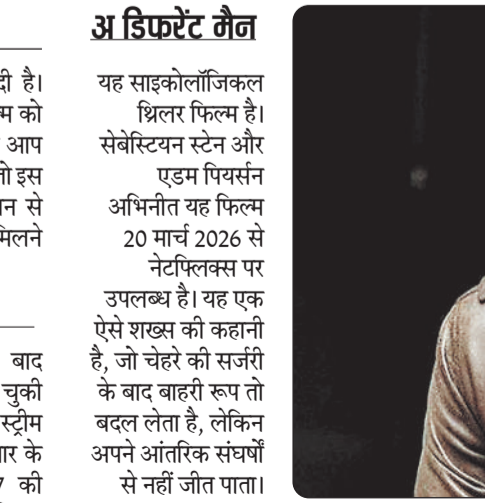 दी है।
म को
आप
तो इस
न से
मिलने
बाद
चुकी
स्ट्रीम
ार के
7 की
अ डिफरेंट मैन
यह साइकोलॉजिकल
थ्रिलर फिल्म है।
सेबेस्टियन स्टेन और
एडम पियर्सन
अभिनीत यह फिल्म
20 मार्च 2026 से
नेटफ्लिक्स पर
उपलब्ध है। यह एक
ऐसे शख्स की कहानी
है, जो चेहरे की सर्जरी
के बाद बाहरी रूप तो
बदल लेता है, लेकिन
अपने आंतरिक संघर्षों
से नहीं जीत पाता।